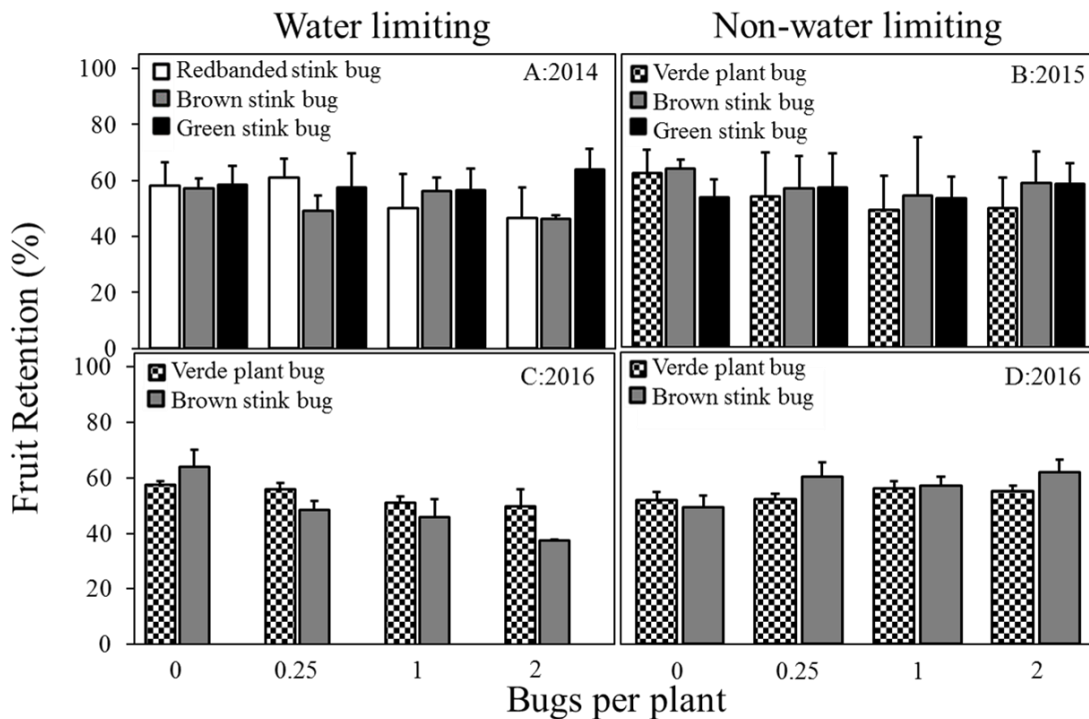 Water limiting
Non-water limiting
Fruit Retention (%)
100
80
60
40
20
0
Redbanded stink bug
Brown stink bug
Green stink bug
A:2014
Verde plant bug
Brown stink bug
Green stink bug
B:2015
100
80
60
40
20
0
Verde plant bug
Brown stink bug
C:2016
Verde plant bug
Brown stink bug
D:2016
0 0.25 1 2
0 0.25 1 2
Bugs per plant